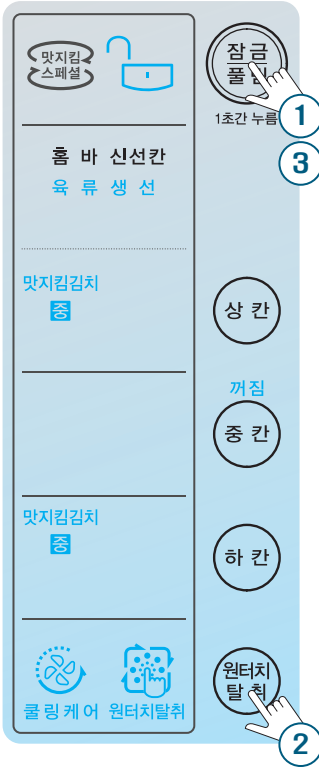 맛지킴
스페셜
잠금
풀림
1초간 누름
1
3
홈 바 신선칸
육 류 생 선
맛지킴김치
중
상 칸
꺼짐
중 칸
맛지킴김치
중
하 칸
원터치
탈 취
쿨링케어 원터치탈취
2